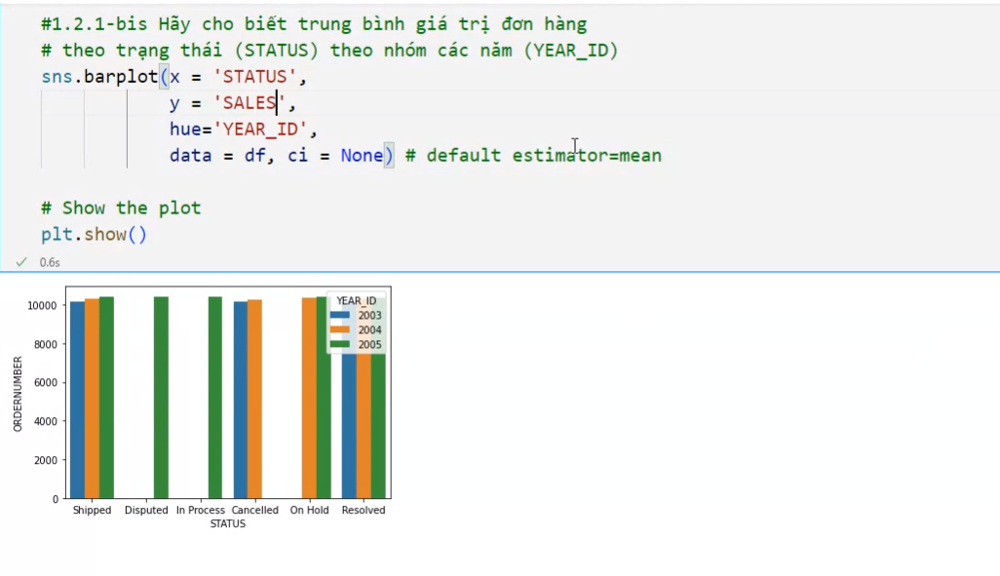 #1.2.1-bis Hãy cho biết trung bình giá trị đơn hàng
# theo trạng thái (STATUS) theo nhóm các năm (YEAR_ID)
sns.barplot(x = 'STATUS',
y = 'SALES',
hue='YEAR_ID',
data = df, ci = None) # default estimator=mean
# Show the plot
plt.show()
0.6s
YEAR_ID
2003
2004
2005
10000
8000
6000
4000
2000
0
ORDERNUMBER
Shipped Disputed In Process Cancelled On Hold Resolved
STATUS